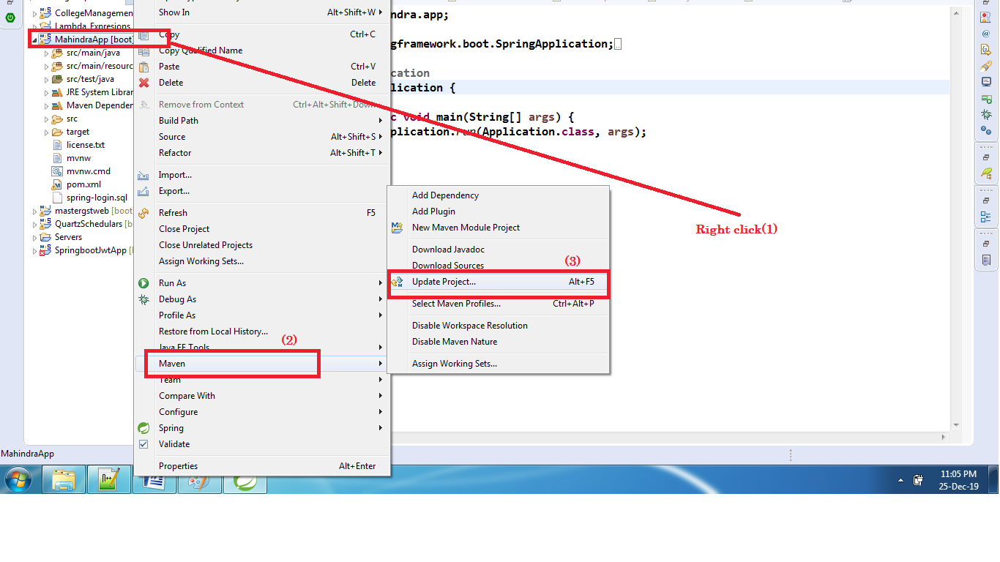 CollegeManagemen
Lambda_Expresions
MahindraApp [boot]
src/main/java
src/main/resourc
src/test/java
JRE System Librar
Maven Dependen
src
target
license.txt
mvnw
mvnw.cmd
pom.xml
spring-login.sql
mastergstweb [boot
QuartzSchedulars [b
Servers
SpringbootJwtApp [
MahindraApp
Show In Alt+Shift+W
Copy Ctrl+C
Copy Qualified Name
Paste Ctrl+V
Delete Delete
Remove from Context Ctrl+Alt+Shift+Down
Build Path
Source Alt+Shift+S
Refactor Alt+Shift+T
Import...
Export...
Refresh F5
Close Project
Close Unrelated Projects
Assign Working Sets...
Run As
Debug As
Profile As
Restore from Local History...
Java EE Tools
(2)
Maven
Team
Compare With
Configure
Spring
Validate
Properties Alt+Enter
Add Dependency
Add Plugin
New Maven Module Project
Download Javadoc
Download Sources
(3)
Update Project... Alt+F5
Select Maven Profiles... Ctrl+Alt+P
Disable Workspace Resolution
Disable Maven Nature
Assign Working Sets...
ndra.app;
gframework.boot.SpringApplication;
cation
lication {
c void main(String[] args) {
plication.run(Application.class, args);
Right click(1)
11:05 PM
25-Dec-19